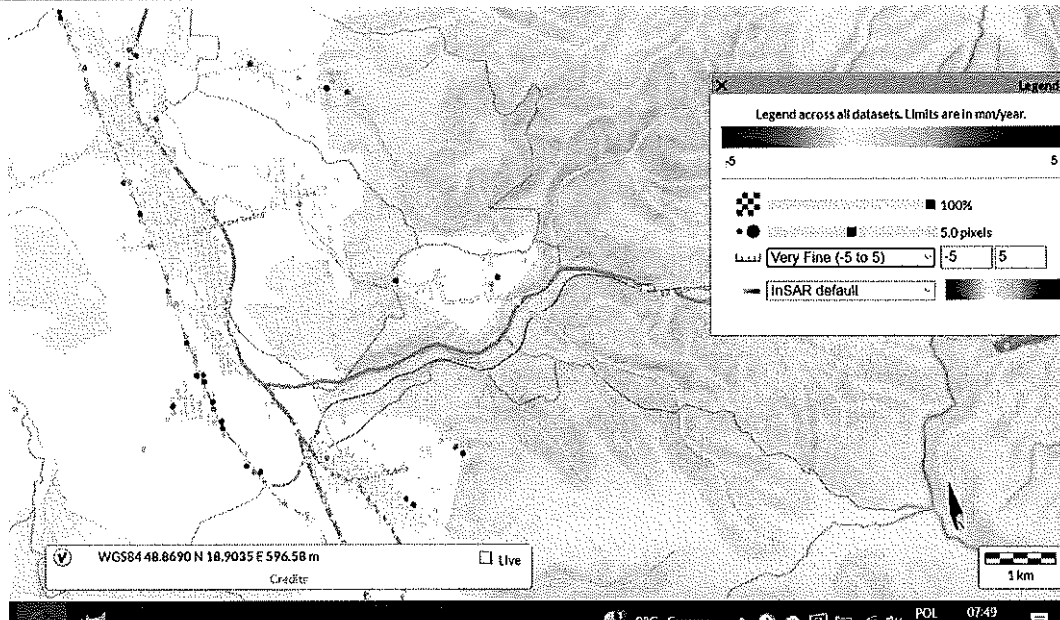 Legend
Legend across all datasets. Limits are in mm/year.
-5 5
100%
5.0 pixels
Very Fine (-5 to 5) -5 5
InSAR default
WGS84 48.8690 N 18.9035 E 596.58 m Live
Credits
1 km
POL 07:49